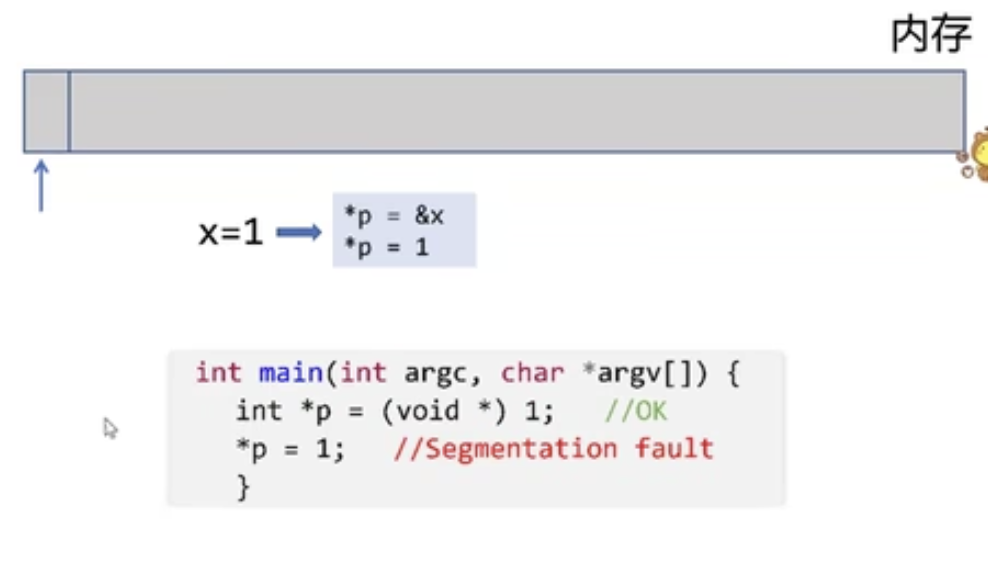 内存
x=1
*p = &x
*p = 1
int main(int argc, char *argv[]) {
int *p = (void *) 1; //OK
*p = 1; //Segmentation fault
}